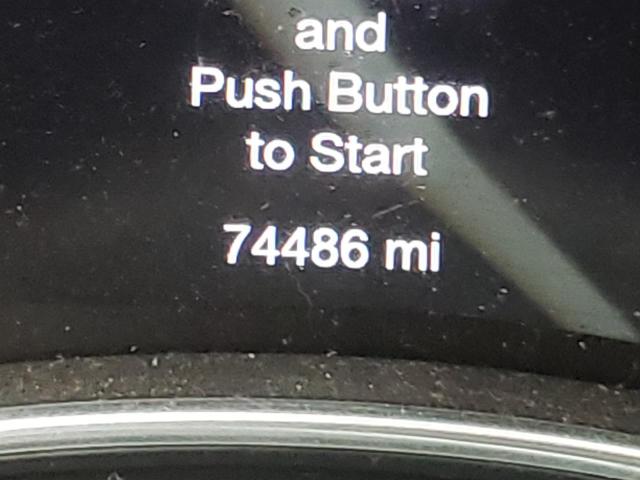 and
Push Button
to Start
74486 mi